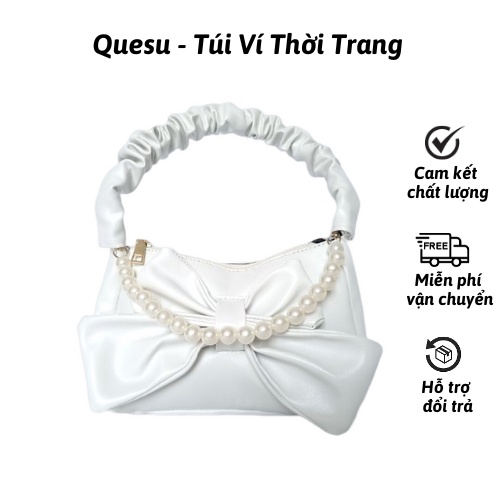 Quesu - Túi Ví Thời Trang
Cam kết
chất lượng
FREE
Miễn phí
vận chuyển
Hỗ trợ
đổi trả